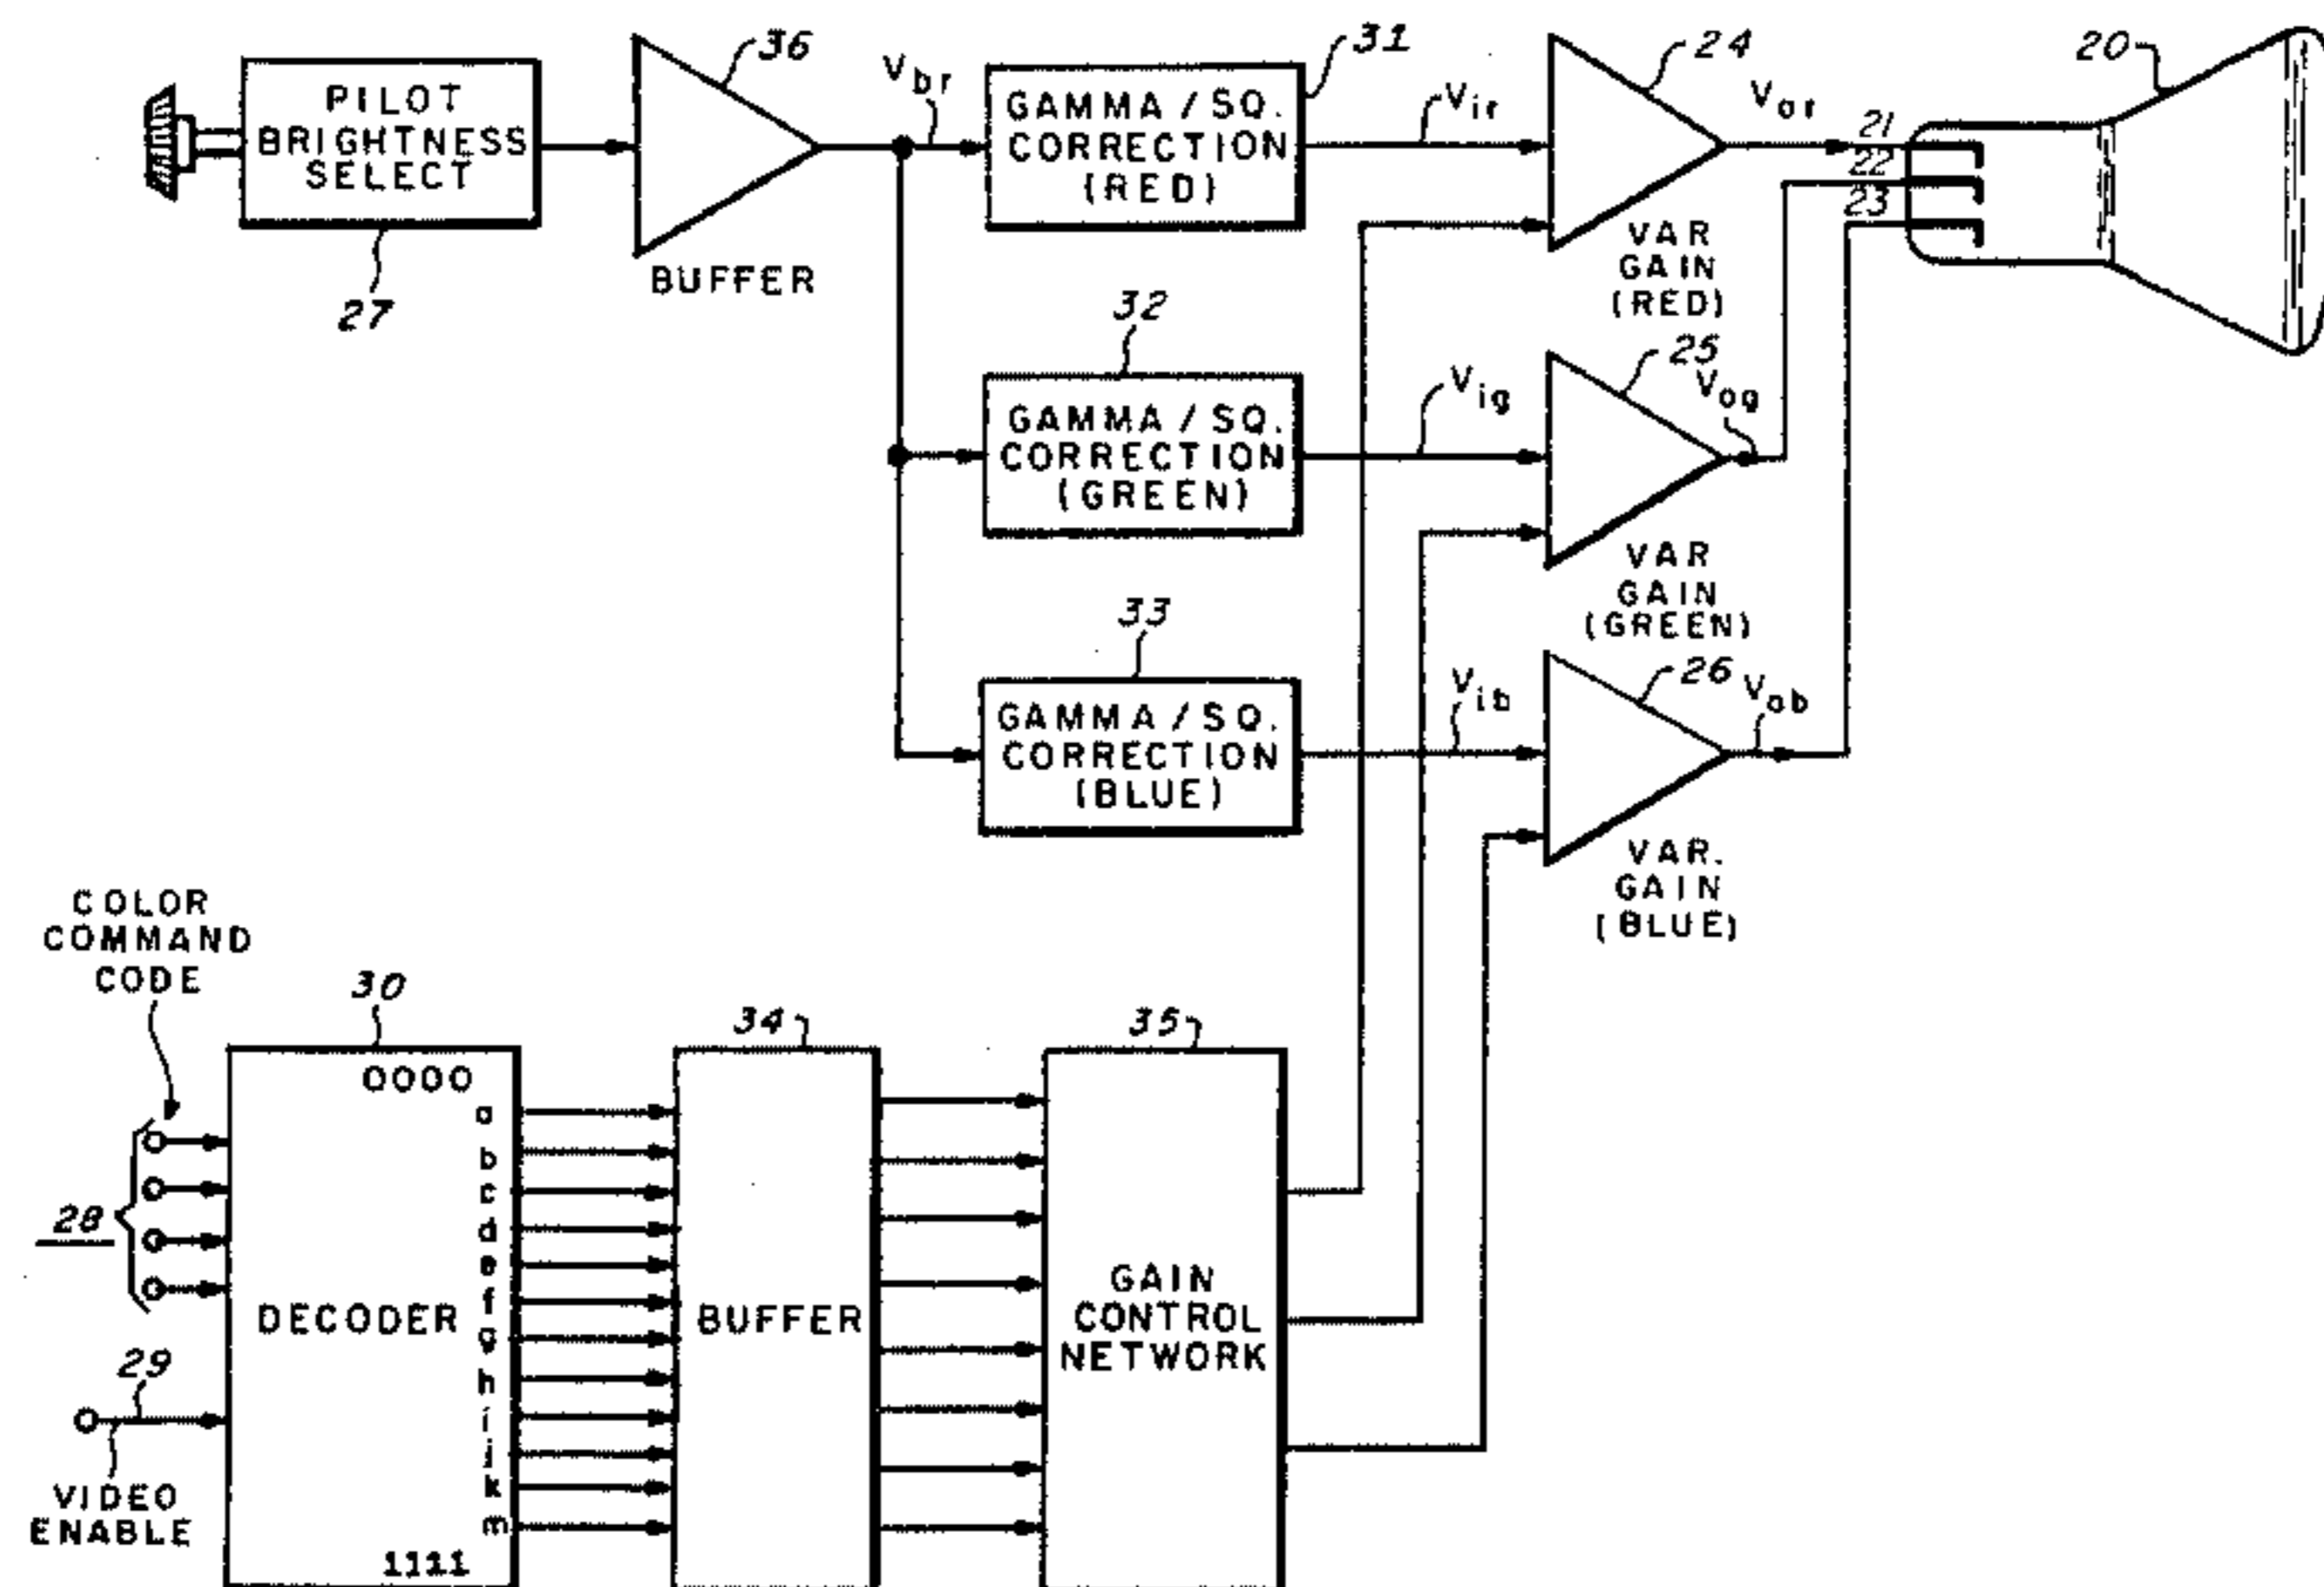 PILOT
BRIGHTNESS
SELECT
27
36
BUFFER
Vbr
31
GAMMA / SQ.
CORRECTION
(RED)
Vir
24
Vor
VAR
GAIN
(RED)
20
21
22
23
32
GAMMA / SQ.
CORRECTION
(GREEN)
Vig
25
Vog
VAR
GAIN
(GREEN)
33
GAMMA / SQ.
CORRECTION
(BLUE)
Vib
26
Vob
VAR.
GAIN
(BLUE)
COLOR
COMMAND
CODE
28
29
VIDEO
ENABLE
30
0000
DECODER
a
b
c
d
e
f
g
h
i
j
k
m
1111
34
BUFFER
35
GAIN
CONTROL
NETWORK